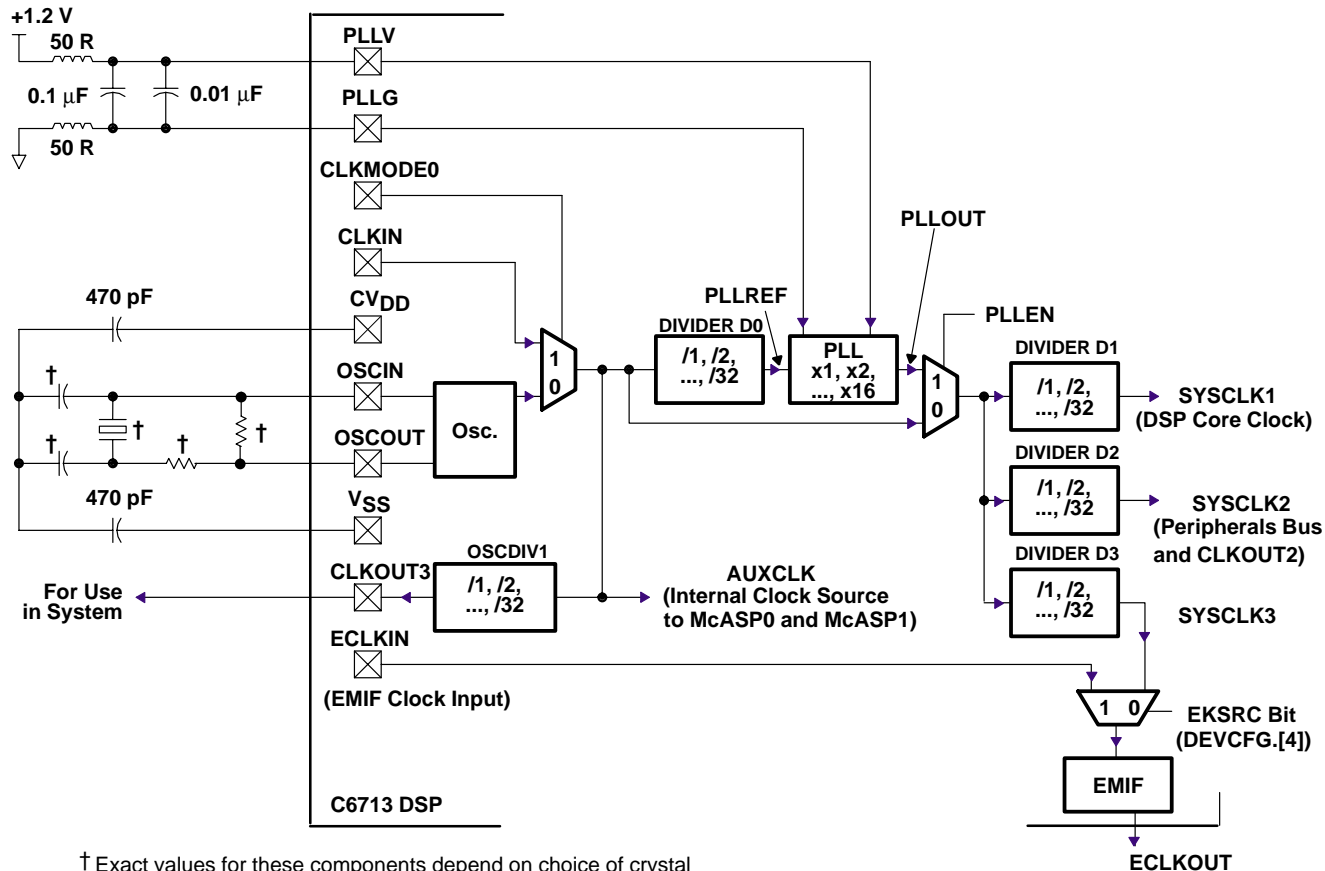 +1.2 V
50 R
0.1 μF
0.01 μF
50 R
PLLV
PLLG
CLKMODE0
CLKIN
470 pF
CVDD
†
OSCIN
†
†
OSCOUT
†
†
Osc.
470 pF
VSS
1
0
PLLREF
DIVIDER D0
/1, /2,
..., /32
PLL
x1, x2,
..., x16
PLLOUT
PLLEN
1
0
DIVIDER D1
/1, /2,
..., /32
SYSCLK1
(DSP Core Clock)
DIVIDER D2
/1, /2,
..., /32
SYSCLK2
(Peripherals Bus
and CLKOUT2)
DIVIDER D3
/1, /2,
..., /32
SYSCLK3
For Use
in System
CLKOUT3
OSCDIV1
/1, /2,
..., /32
AUXCLK
(Internal Clock Source
to McASP0 and McASP1)
ECLKIN
(EMIF Clock Input)
1 0
EKSRC Bit
(DEVCFG.[4])
EMIF
C6713 DSP
ECLKOUT
† Exact values for these components depend on choice of crystal